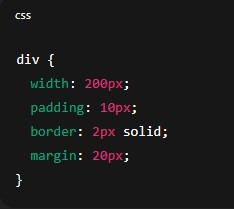 css
div {
width: 200px;
padding: 10px;
border: 2px solid;
margin: 20px;
}